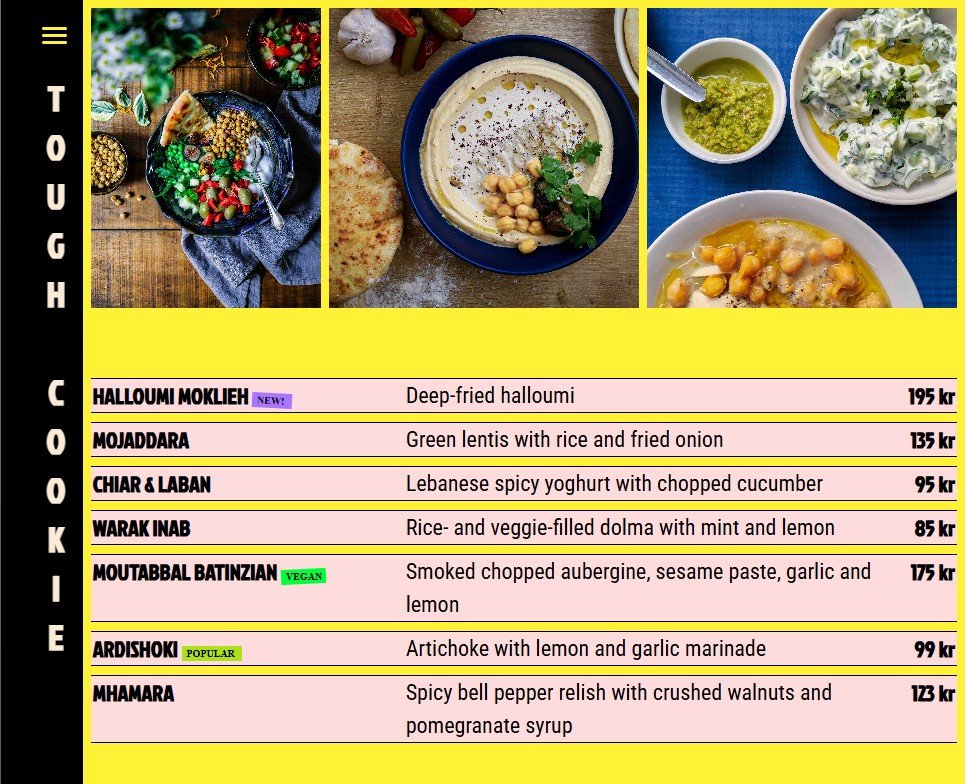 TOUGH COOKIE
HALLOUMI MOKLIEH NEW! Deep-fried halloumi 195 kr
MOJADDARA Green lentis with rice and fried onion 135 kr
CHIAR & LABAN Lebanese spicy yoghurt with chopped cucumber 95 kr
WARAK INAB Rice- and veggie-filled dolma with mint and lemon 85 kr
MOUTABBAL BATINZIAN VEGAN Smoked chopped aubergine, sesame paste, garlic and 175 kr
lemon
ARDISHOKI POPULAR Artichoke with lemon and garlic marinade 99 kr
MHAMARA Spicy bell pepper relish with crushed walnuts and 123 kr
pomegranate syrup